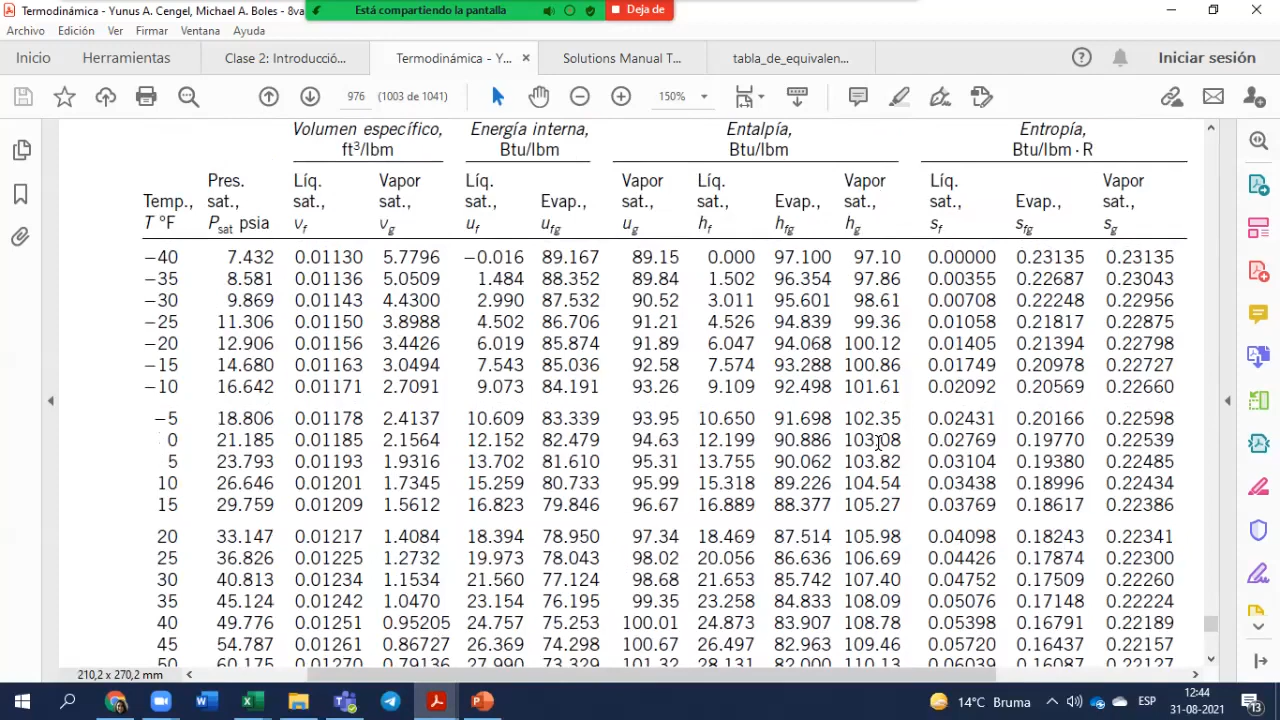 Termodinámica - Yunus A. Cengel, Michael A. Boles - 8va
Está compartiendo la pantalla
Deja de
Archivo Edición Ver Firmar Ventana Ayuda
Inicio Herramientas Clase 2: Introducció... Termodinámica - Y... × Solutions Manual T... tabla_de_equivalen... Iniciar sesión
976 (1003 de 1041) 150%
Volumen específico, Energía interna, Entalpía, Entropía,
ft³/lbm Btu/lbm Btu/lbm Btu/lbm · R
Pres. Líq. Vapor Líq. Vapor Líq. Vapor Líq. Vapor
Temp., sat., sat., sat., sat., Evap., sat., sat., Evap., sat., sat., Evap., sat.,
T °F Psat psia vf vg uf ufg ug hf hfg hg sf sfg sg
−40 7.432 0.01130 5.7796 −0.016 89.167 89.15 0.000 97.100 97.10 0.00000 0.23135 0.23135
−35 8.581 0.01136 5.0509 1.484 88.352 89.84 1.502 96.354 97.86 0.00355 0.22687 0.23043
−30 9.869 0.01143 4.4300 2.990 87.532 90.52 3.011 95.601 98.61 0.00708 0.22248 0.22956
−25 11.306 0.01150 3.8988 4.502 86.706 91.21 4.526 94.839 99.36 0.01058 0.21817 0.22875
−20 12.906 0.01156 3.4426 6.019 85.874 91.89 6.047 94.068 100.12 0.01405 0.21394 0.22798
−15 14.680 0.01163 3.0494 7.543 85.036 92.58 7.574 93.288 100.86 0.01749 0.20978 0.22727
−10 16.642 0.01171 2.7091 9.073 84.191 93.26 9.109 92.498 101.61 0.02092 0.20569 0.22660
−5 18.806 0.01178 2.4137 10.609 83.339 93.95 10.650 91.698 102.35 0.02431 0.20166 0.22598
0 21.185 0.01185 2.1564 12.152 82.479 94.63 12.199 90.886 103.08 0.02769 0.19770 0.22539
5 23.793 0.01193 1.9316 13.702 81.610 95.31 13.755 90.062 103.82 0.03104 0.19380 0.22485
10 26.646 0.01201 1.7345 15.259 80.733 95.99 15.318 89.226 104.54 0.03438 0.18996 0.22434
15 29.759 0.01209 1.5612 16.823 79.846 96.67 16.889 88.377 105.27 0.03769 0.18617 0.22386
20 33.147 0.01217 1.4084 18.394 78.950 97.34 18.469 87.514 105.98 0.04098 0.18243 0.22341
25 36.826 0.01225 1.2732 19.973 78.043 98.02 20.056 86.636 106.69 0.04426 0.17874 0.22300
30 40.813 0.01234 1.1534 21.560 77.124 98.68 21.653 85.742 107.40 0.04752 0.17509 0.22260
35 45.124 0.01242 1.0470 23.154 76.195 99.35 23.258 84.833 108.09 0.05076 0.17148 0.22224
40 49.776 0.01251 0.95205 24.757 75.253 100.01 24.873 83.907 108.78 0.05398 0.16791 0.22189
45 54.787 0.01261 0.86727 26.369 74.298 100.67 26.497 82.963 109.46 0.05720 0.16437 0.22157
50 60.175 0.01270 0.79136 27.990 73.329 101.32 28.131 82.000 110.13 0.06039 0.16087 0.22127
210,2 x 270,2 mm
14°C Bruma ESP 12:44
31-08-2021 13